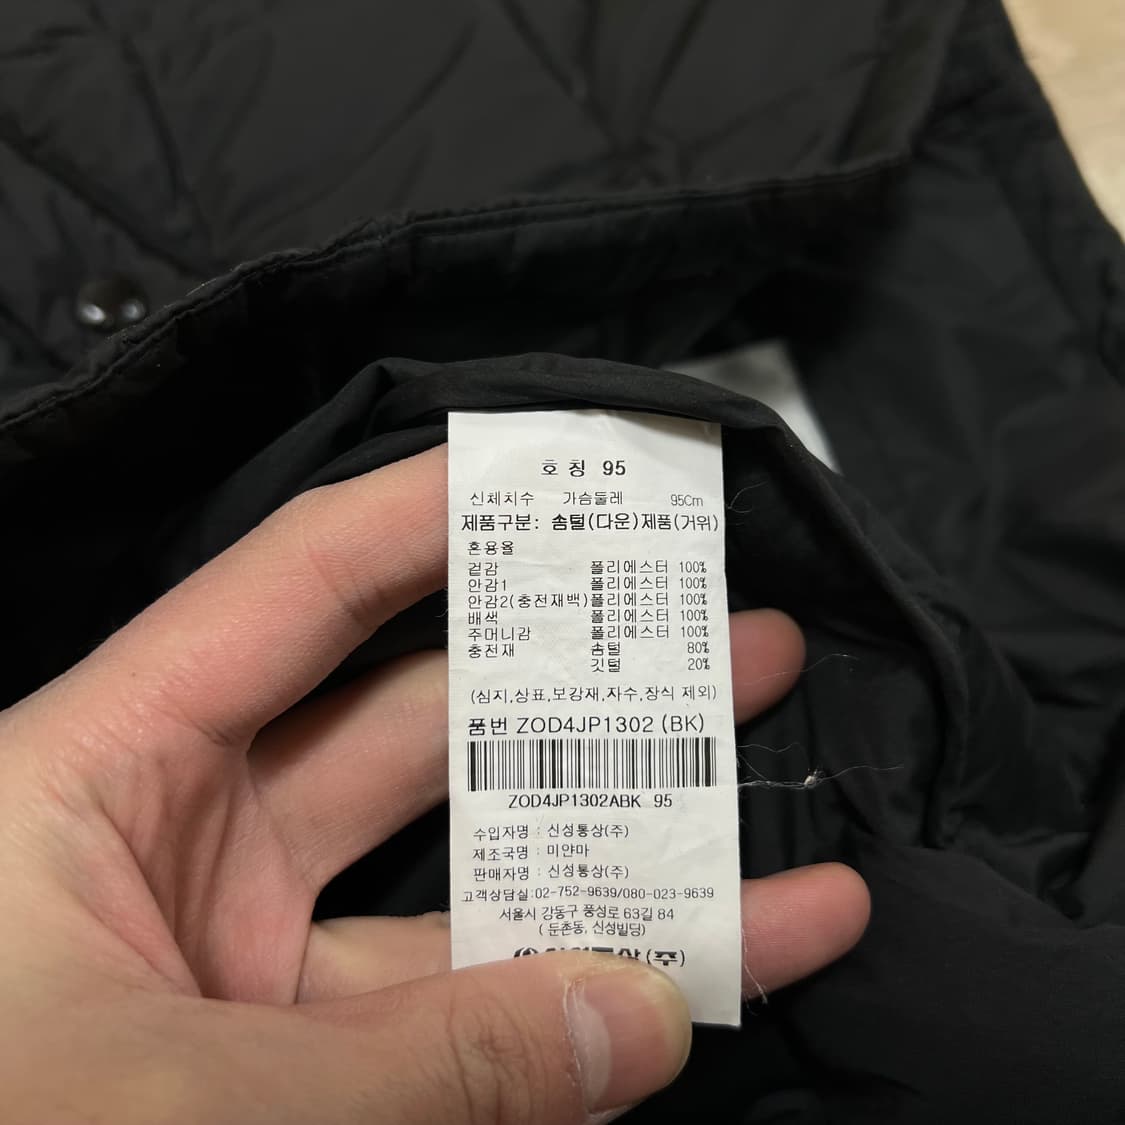 호칭 95
신체치수 가슴둘레 95Cm
제품구분: 솜털(다운)제품(거위)
혼용율
겉감 폴리에스터 100%
안감1 폴리에스터 100%
안감2(충전재백)폴리에스터 100%
배색 폴리에스터 100%
주머니감 폴리에스터 100%
충전재 솜털 80%
깃털 20%
(심지,상표,보강재,자수,장식 제외)
품번 ZOD4JP1302 (BK)
ZOD4JP1302ABK 95
수입자명 : 신성통상(주)
제조국명 : 미얀마
판매자명 : 신성통상(주)
고객상담실:02-752-9639/080-023-9639
서울시 강동구 풍성로 63길 84
( 둔촌동, 신성빌딩)
신성통상(주)